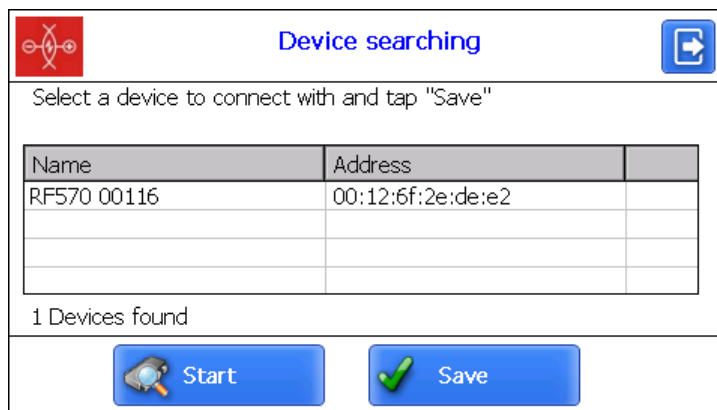 Device searching
Select a device to connect with and tap "Save"
Name Address
RF570 00116 00:12:6f:2e:de:e2
1 Devices found
Start Save